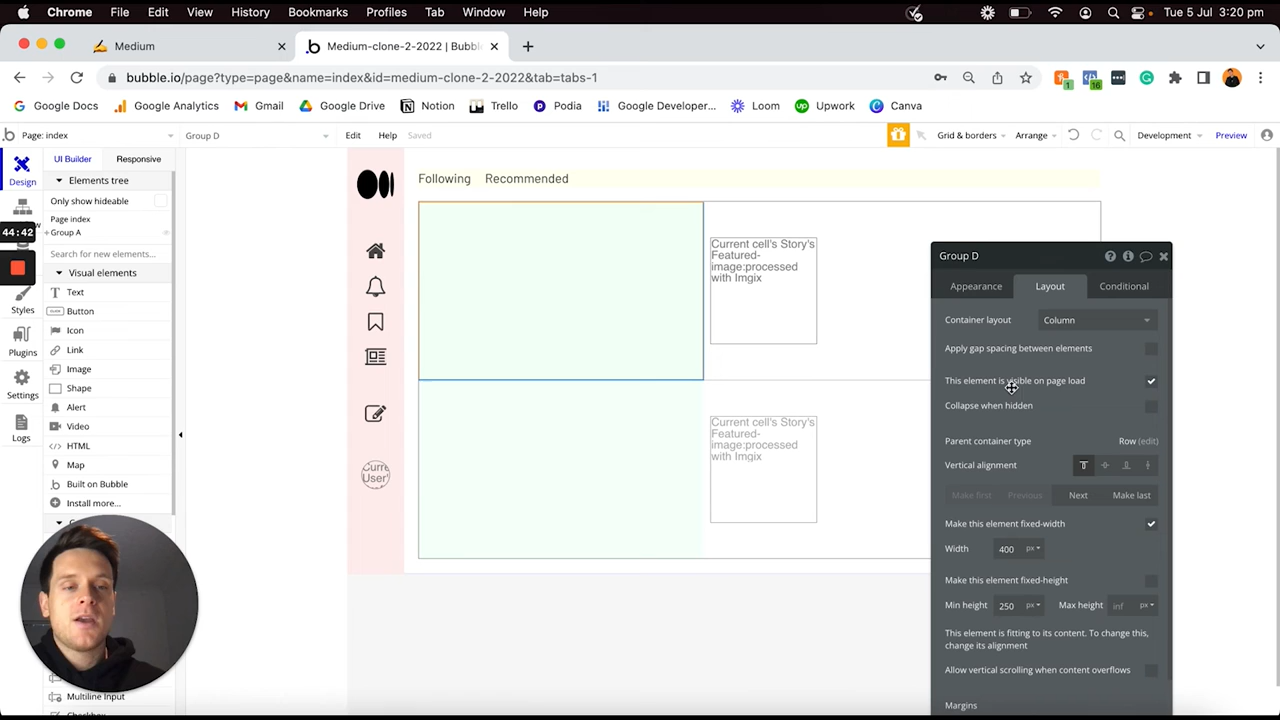 Chrome File Edit View History Bookmarks Profiles Tab Window Help Tue 5 Jul 3:20 pm
Medium
Medium-clone-2-2022 | Bubbl
bubble.io/page?type=page&name=index&id=medium-clone-2-2022&tab=tabs-1
1
16
Google Docs Google Analytics Gmail Google Drive Notion Trello Podia Google Developer... Loom Upwork Canva
Page: index Group D Edit Help Saved Grid & borders Arrange Development Preview
UI Builder Responsive
Design
Elements tree
Only show hideable
Page index
Group A
44:42
Search for new elements...
Visual elements
Text
Styles
CLICK Button
Icon
Plugins
Link
Image
Settings
Shape
Alert
Logs
Video
HTML
Map
Built on Bubble
Install more...
Multiline Input
Checkbox
Following Recommended
Current cell's Story's
Featured-
image:processed
with Imgix
Current cell's Story's
Featured-
image:processed
with Imgix
Curre
User'
Group D
Appearance Layout Conditional
Container layout Column
Apply gap spacing between elements
This element is visible on page load
Collapse when hidden
Parent container type Row (edit)
Vertical alignment
Make first Previous Next Make last
Make this element fixed-width
Width 400 px
Make this element fixed-height
Min height 250 px Max height inf px
This element is fitting to its content. To change this,
change its alignment
Allow vertical scrolling when content overflows
Margins